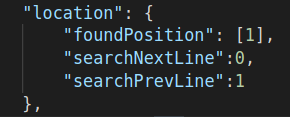 "location": {
"foundPosition": [1],
"searchNextLine":0,
"searchPrevLine":1
},